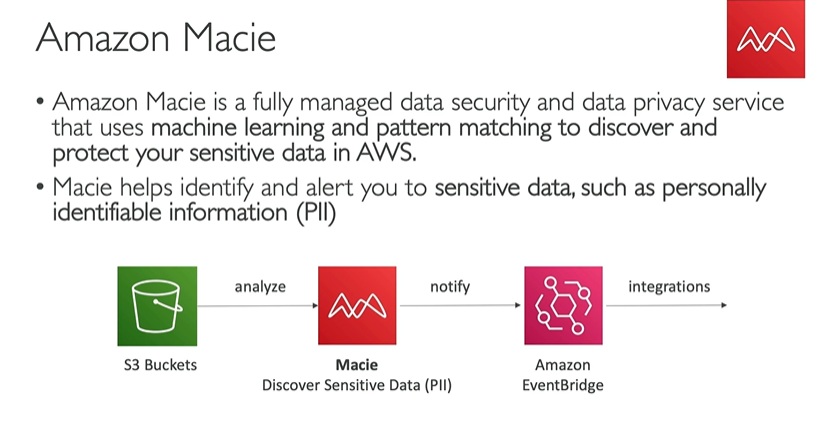 Amazon Macie
• Amazon Macie is a fully managed data security and data privacy service
that uses machine learning and pattern matching to discover and
protect your sensitive data in AWS.
• Macie helps identify and alert you to sensitive data, such as personally
identifiable information (PII)
analyze
notify
integrations
S3 Buckets
Macie
Discover Sensitive Data (PII)
Amazon
EventBridge